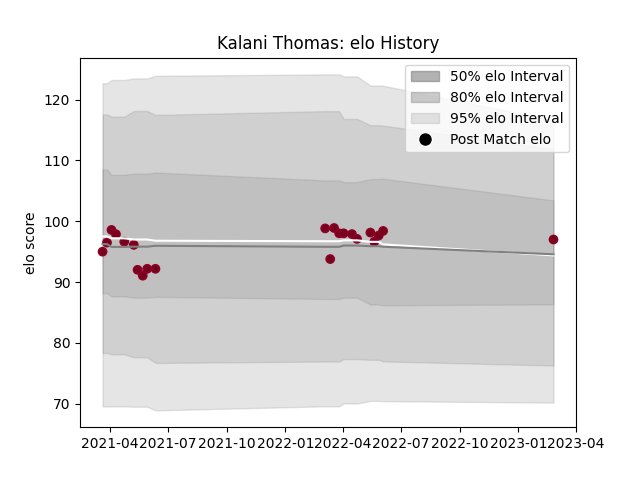 Kalani Thomas: elo History
50% elo Interval
80% elo Interval
95% elo Interval
Post Match elo
elo score
120
110
100
90
80
70
2021-04 2021-07 2021-10 2022-01 2022-04 2022-07 2022-10 2023-01 2023-04